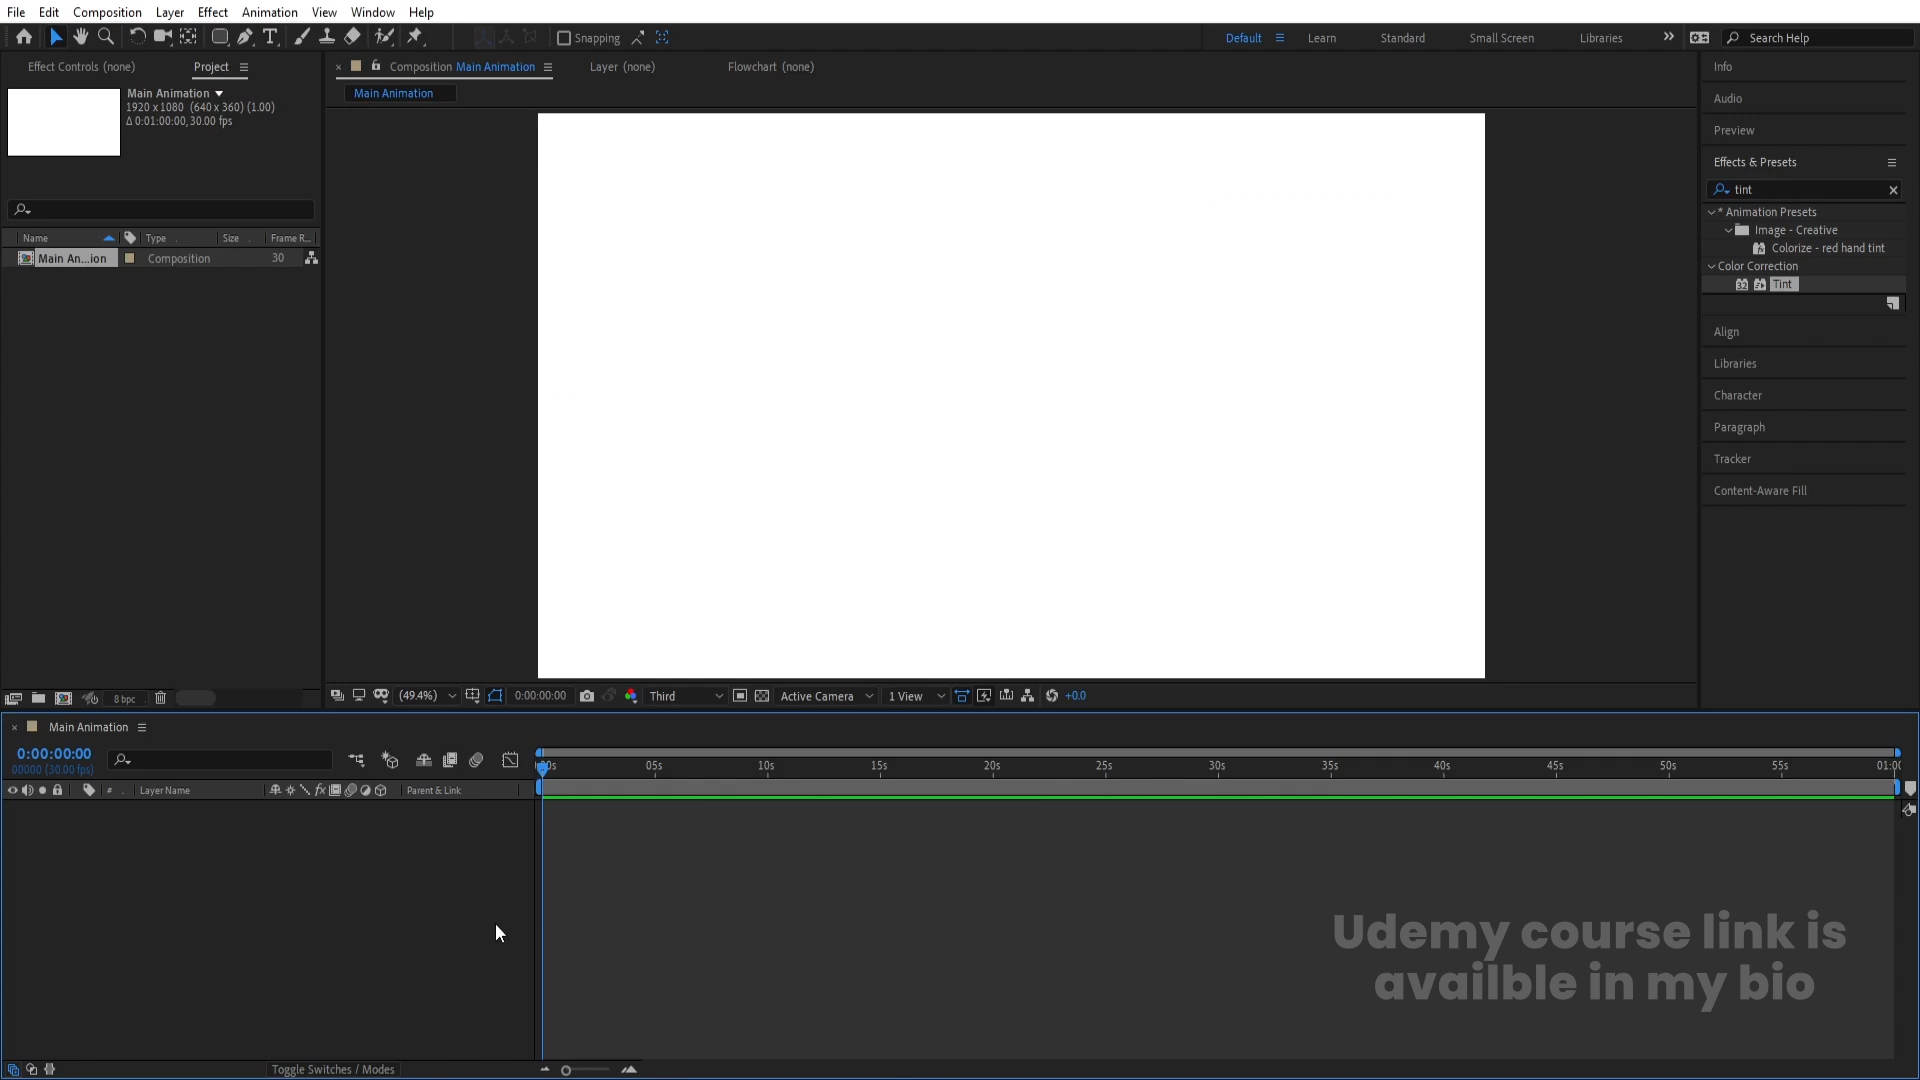 File Edit Composition Layer Effect Animation View Window Help
Snapping
Default Learn Standard Small Screen Libraries Search Help
Effect Controls (none) Project
Composition Main Animation Layer (none) Flowchart (none)
Main Animation
Main Animation
1920 x 1080 (640 x 360) (1.00)
Δ 0:01:00:00, 30.00 fps
Name Type Size Frame R...
Main An...ion Composition 30
Info
Audio
Preview
Effects & Presets
tint
* Animation Presets
Image - Creative
Colorize - red hand tint
Color Correction
32 Tint
Align
Libraries
Character
Paragraph
Tracker
Content-Aware Fill
8 bpc
(49.4%) 0:00:00:00 Third Active Camera 1 View +0.0
Main Animation
0:00:00:00
00000 (30.00 fps)
05s 10s 15s 20s 25s 30s 35s 40s 45s 50s 55s
# Layer Name fx Parent & Link
Udemy course link is
availble in my bio
Toggle Switches / Modes